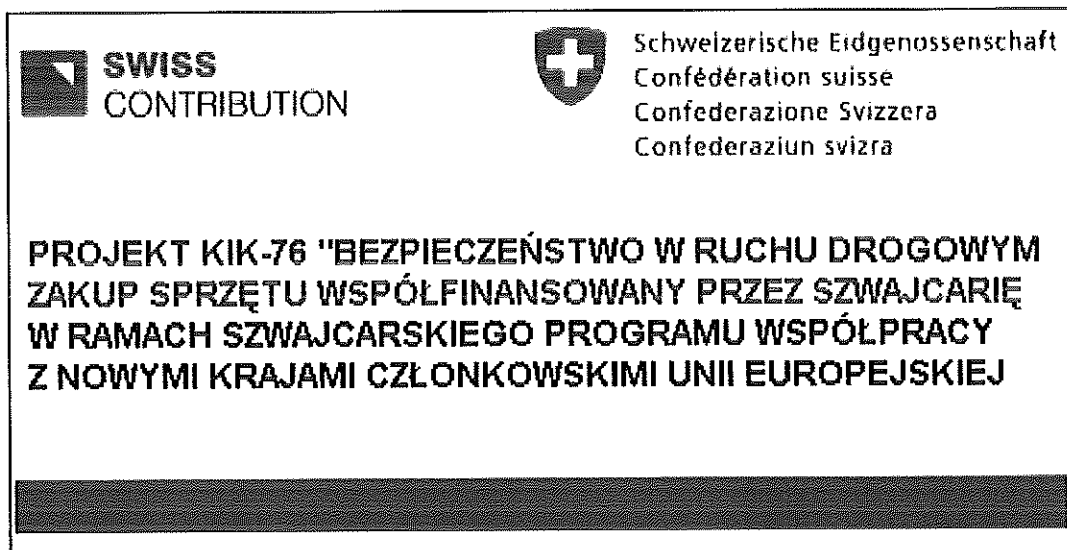 SWISS
CONTRIBUTION
Schweizerische Eidgenossenschaft
Confédération suisse
Confederazione Svizzera
Confederaziun svizra
PROJEKT KIK-76 "BEZPIECZEŃSTWO W RUCHU DROGOWYM
ZAKUP SPRZĘTU WSPÓŁFINANSOWANY PRZEZ SZWAJCARIĘ
W RAMACH SZWAJCARSKIEGO PROGRAMU WSPÓŁPRACY
Z NOWYMI KRAJAMI CZŁONKOWSKIMI UNII EUROPEJSKIEJ